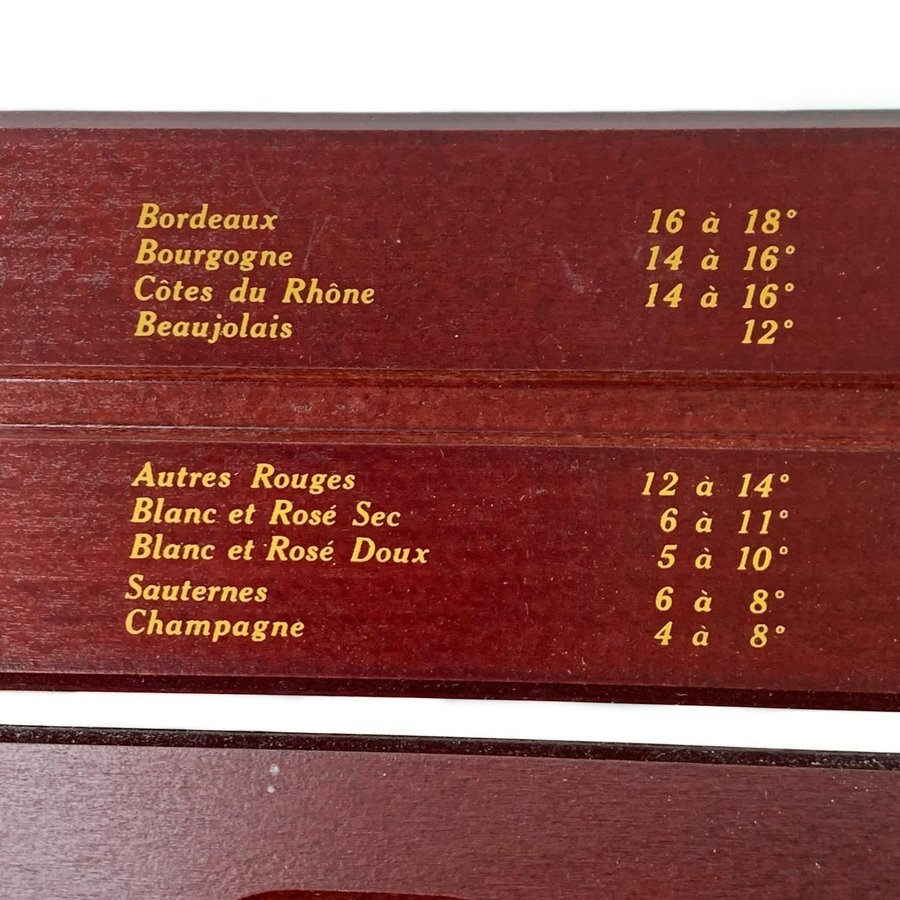 Bordeaux 16 à 18°
Bourgogne 14 à 16°
Côtes du Rhône 14 à 16°
Beaujolais 12°
Autres Rouges 12 à 14°
Blanc et Rosé Sec 6 à 11°
Blanc et Rosé Doux 5 à 10°
Sauternes 6 à 8°
Champagne 4 à 8°